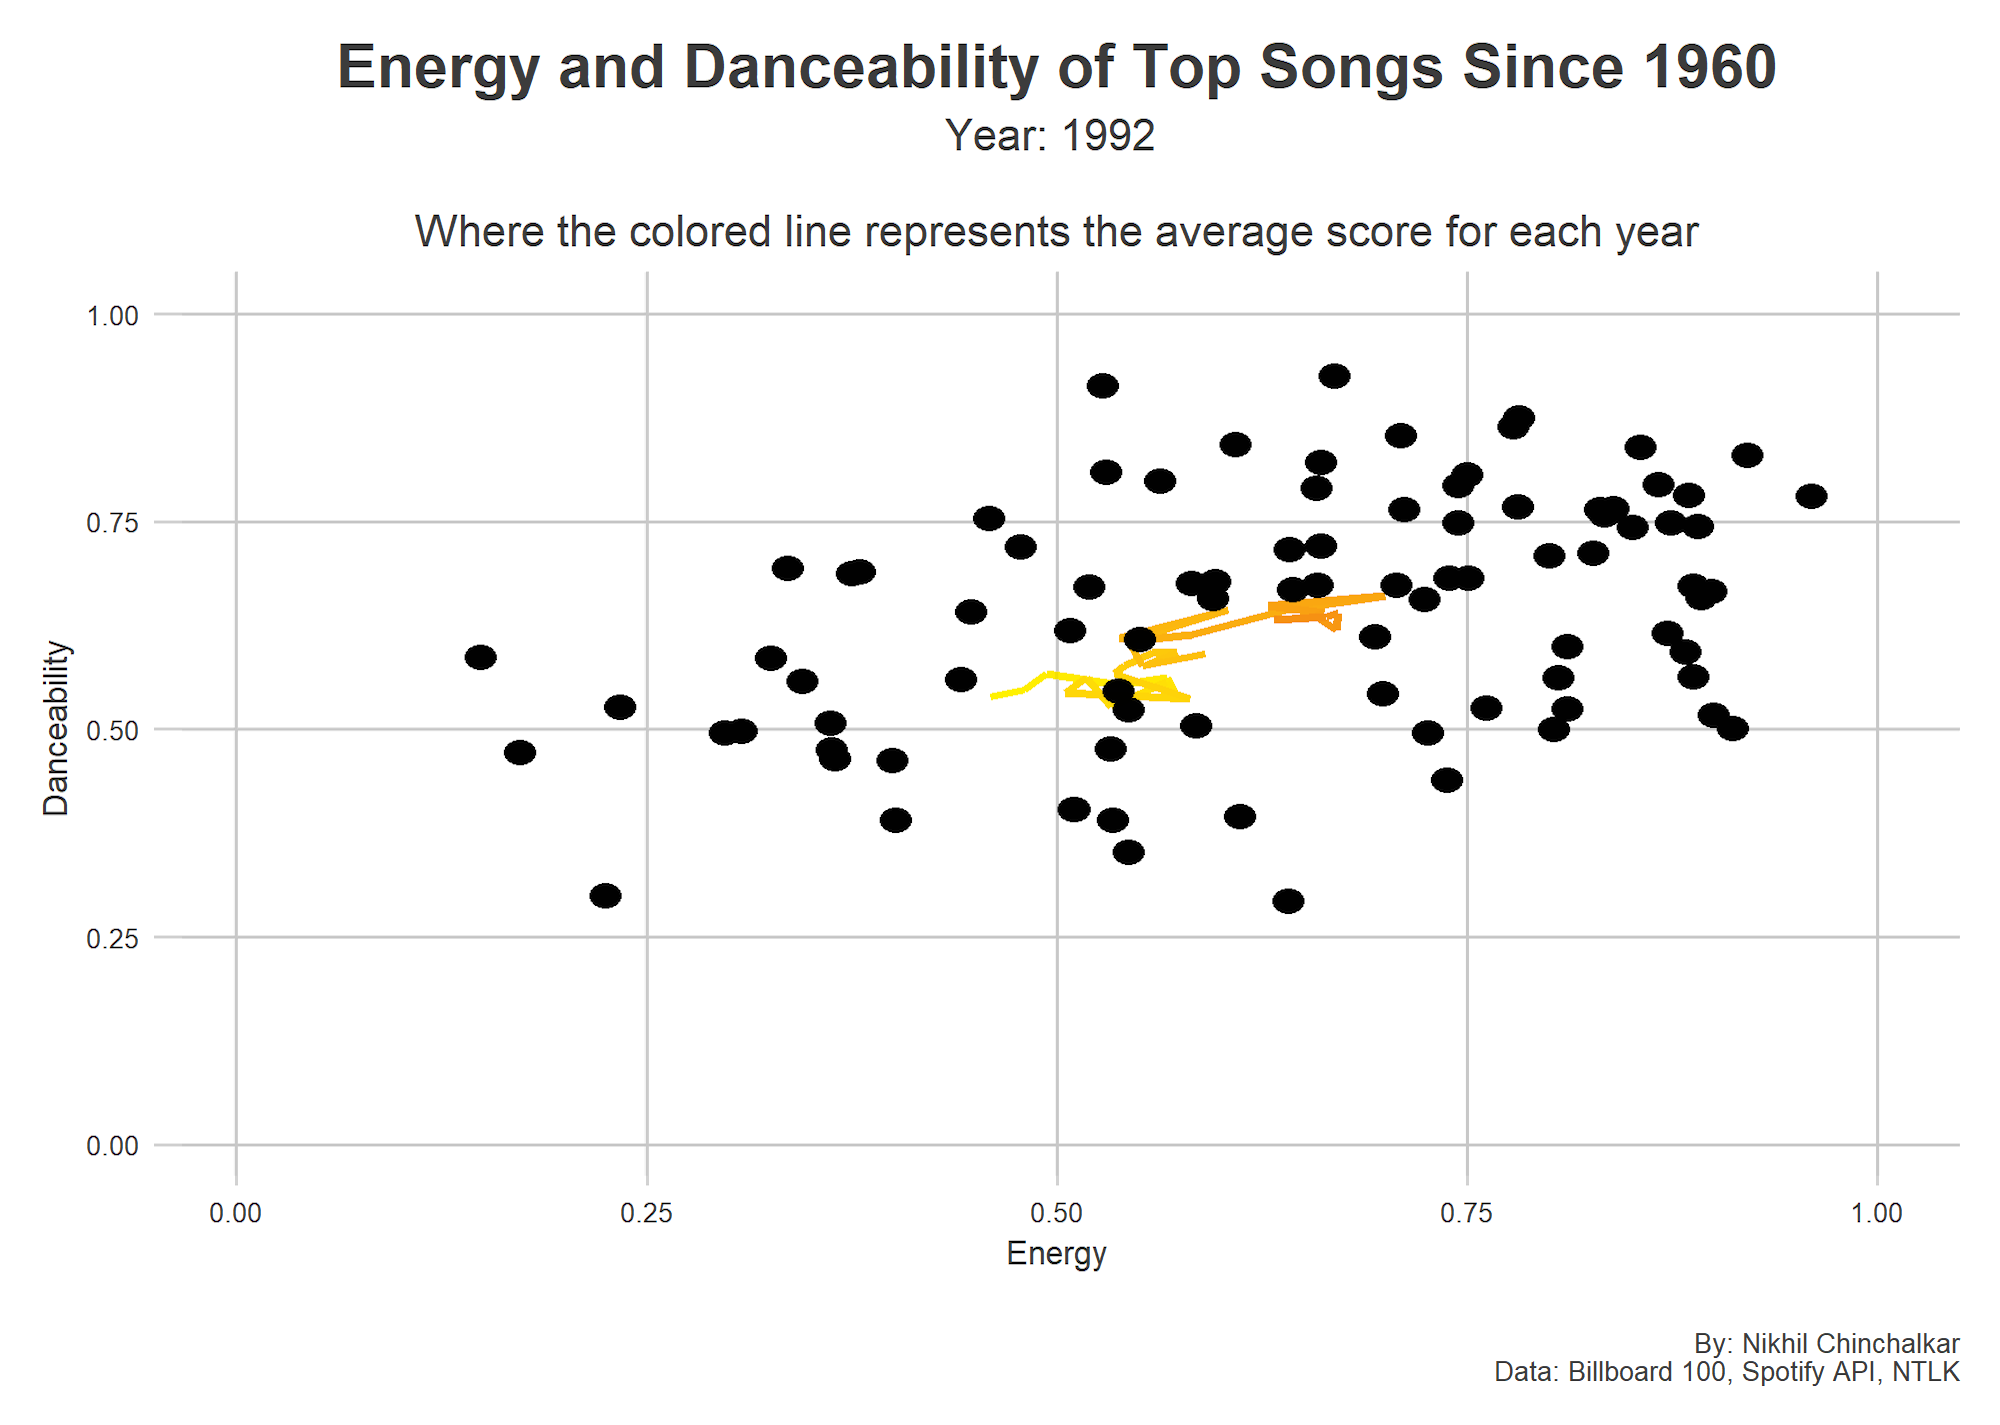 Energy and Danceability of Top Songs Since 1960
Year: 1992
Where the colored line represents the average score for each year
1.00
0.75
0.50
0.25
0.00
Danceability
0.00 0.25 0.50 0.75 1.00
Energy
By: Nikhil Chinchalkar
Data: Billboard 100, Spotify API, NTLK